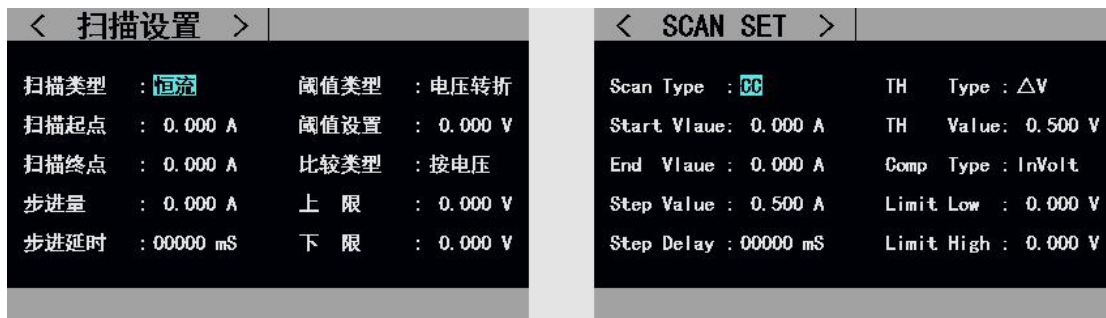 < 扫描设置 >
扫描类型 : 恒流 阈值类型 : 电压转折
扫描起点 : 0.000 A 阈值设置 : 0.000 V
扫描终点 : 0.000 A 比较类型 : 按电压
步进量 : 0.000 A 上 限 : 0.000 V
步进延时 : 00000 mS 下 限 : 0.000 V
< SCAN SET >
Scan Type : CC TH Type : △V
Start Vlaue: 0.000 A TH Value: 0.500 V
End Vlaue : 0.000 A Comp Type : InVolt
Step Value : 0.500 A Limit Low : 0.000 V
Step Delay : 00000 mS Limit High : 0.000 V